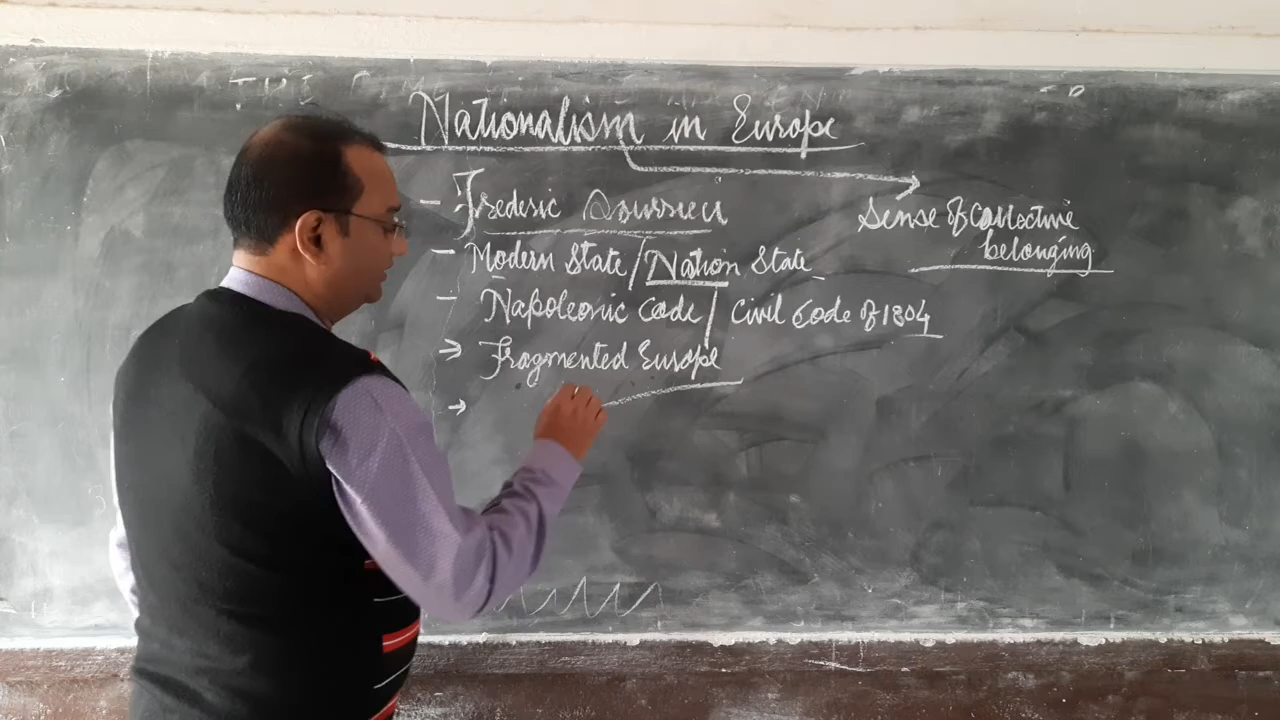 Nationalism in Europe
Sense of Collective
belonging
- Frederic Sourrieu
- Modern State / Nation State
- Napoleonic Code / Civil Code of 1804
→ Fragmented Europe
→